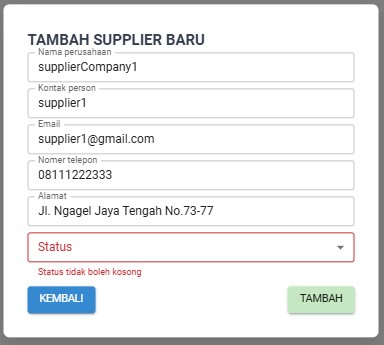 TAMBAH SUPPLIER BARU
Nama perusahaan
supplierCompany1
Kontak person
supplier1
Email
supplier1@gmail.com
Nomer telepon
08111222333
Alamat
Jl. Ngagel Jaya Tengah No.73-77
Status
Status tidak boleh kosong
KEMBALI
TAMBAH